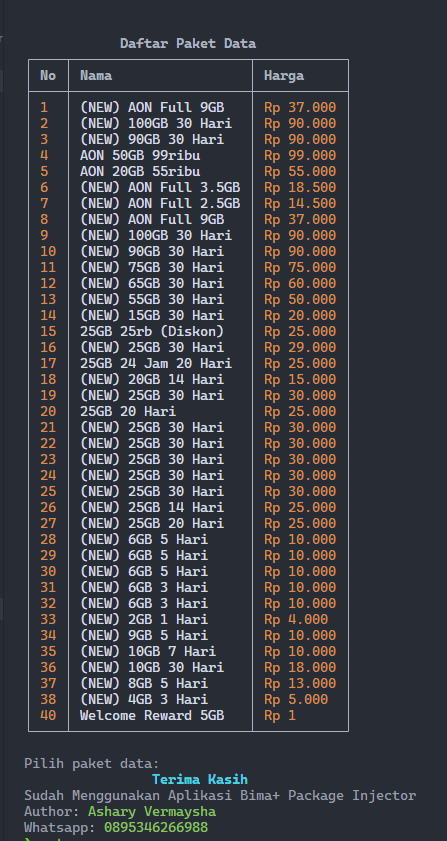 Daftar Paket Data
No Nama Harga
1 (NEW) AON Full 9GB Rp 37.000
2 (NEW) 100GB 30 Hari Rp 90.000
3 (NEW) 90GB 30 Hari Rp 90.000
4 AON 50GB 99ribu Rp 99.000
5 AON 20GB 55ribu Rp 55.000
6 (NEW) AON Full 3.5GB Rp 18.500
7 (NEW) AON Full 2.5GB Rp 14.500
8 (NEW) AON Full 9GB Rp 37.000
9 (NEW) 100GB 30 Hari Rp 90.000
10 (NEW) 90GB 30 Hari Rp 90.000
11 (NEW) 75GB 30 Hari Rp 75.000
12 (NEW) 65GB 30 Hari Rp 60.000
13 (NEW) 55GB 30 Hari Rp 50.000
14 (NEW) 15GB 30 Hari Rp 20.000
15 25GB 25rb (Diskon) Rp 25.000
16 (NEW) 25GB 30 Hari Rp 29.000
17 25GB 24 Jam 20 Hari Rp 25.000
18 (NEW) 20GB 14 Hari Rp 15.000
19 (NEW) 25GB 30 Hari Rp 30.000
20 25GB 20 Hari Rp 25.000
21 (NEW) 25GB 30 Hari Rp 30.000
22 (NEW) 25GB 30 Hari Rp 30.000
23 (NEW) 25GB 30 Hari Rp 30.000
24 (NEW) 25GB 30 Hari Rp 30.000
25 (NEW) 25GB 30 Hari Rp 30.000
26 (NEW) 25GB 14 Hari Rp 25.000
27 (NEW) 25GB 20 Hari Rp 25.000
28 (NEW) 6GB 5 Hari Rp 10.000
29 (NEW) 6GB 5 Hari Rp 10.000
30 (NEW) 6GB 5 Hari Rp 10.000
31 (NEW) 6GB 3 Hari Rp 10.000
32 (NEW) 6GB 3 Hari Rp 10.000
33 (NEW) 2GB 1 Hari Rp 4.000
34 (NEW) 9GB 5 Hari Rp 10.000
35 (NEW) 10GB 7 Hari Rp 10.000
36 (NEW) 10GB 30 Hari Rp 18.000
37 (NEW) 8GB 5 Hari Rp 13.000
38 (NEW) 4GB 3 Hari Rp 5.000
40 Welcome Reward 5GB Rp 1
Pilih paket data:
Terima Kasih
Sudah Menggunakan Aplikasi Bima+ Package Injector
Author: Ashary Vermaysha
Whatsapp: 0895346266988